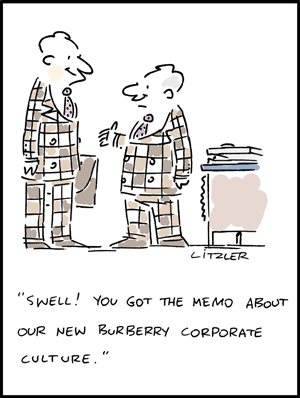 LITZLER
"SWELL! YOU GOT THE MEMO ABOUT
OUR NEW BURBERRY CORPORATE
CULTURE."